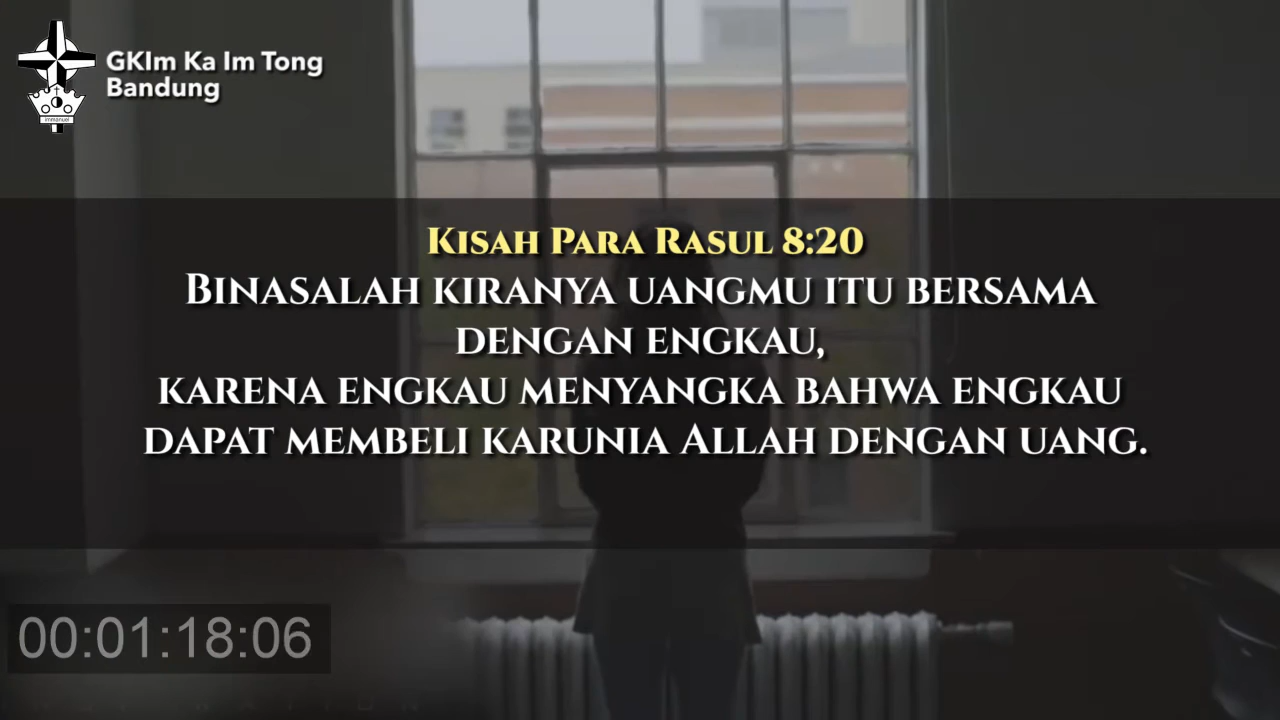 GKIm Ka Im Tong
Bandung
immanuel
Kisah Para Rasul 8:20
Binasalah kiranya uangmu itu bersama
dengan engkau,
karena engkau menyangka bahwa engkau
dapat membeli karunia Allah dengan uang.
00:01:18:06